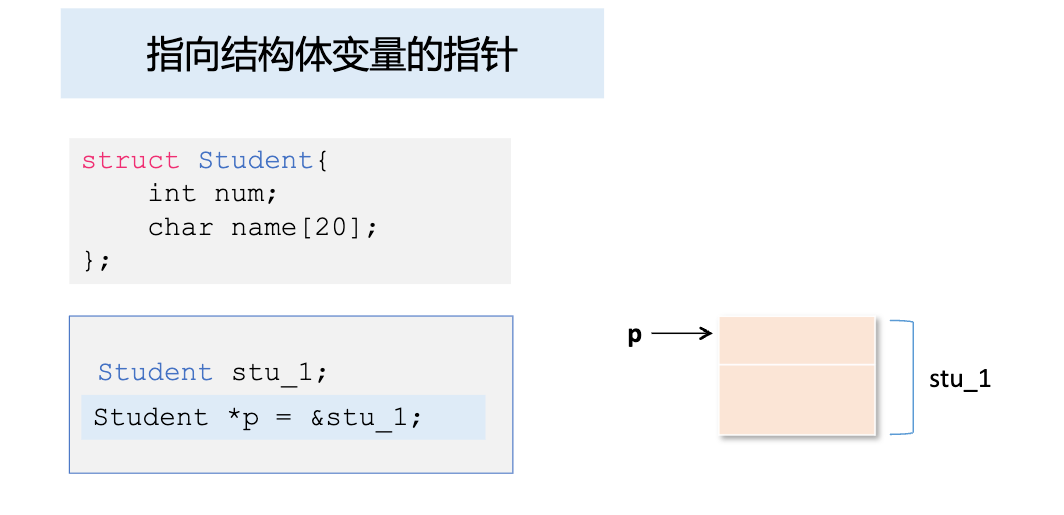 指向结构体变量的指针
struct Student{
    int num;
    char name[20];
};
Student stu_1;
Student *p = &stu_1;
p
stu_1